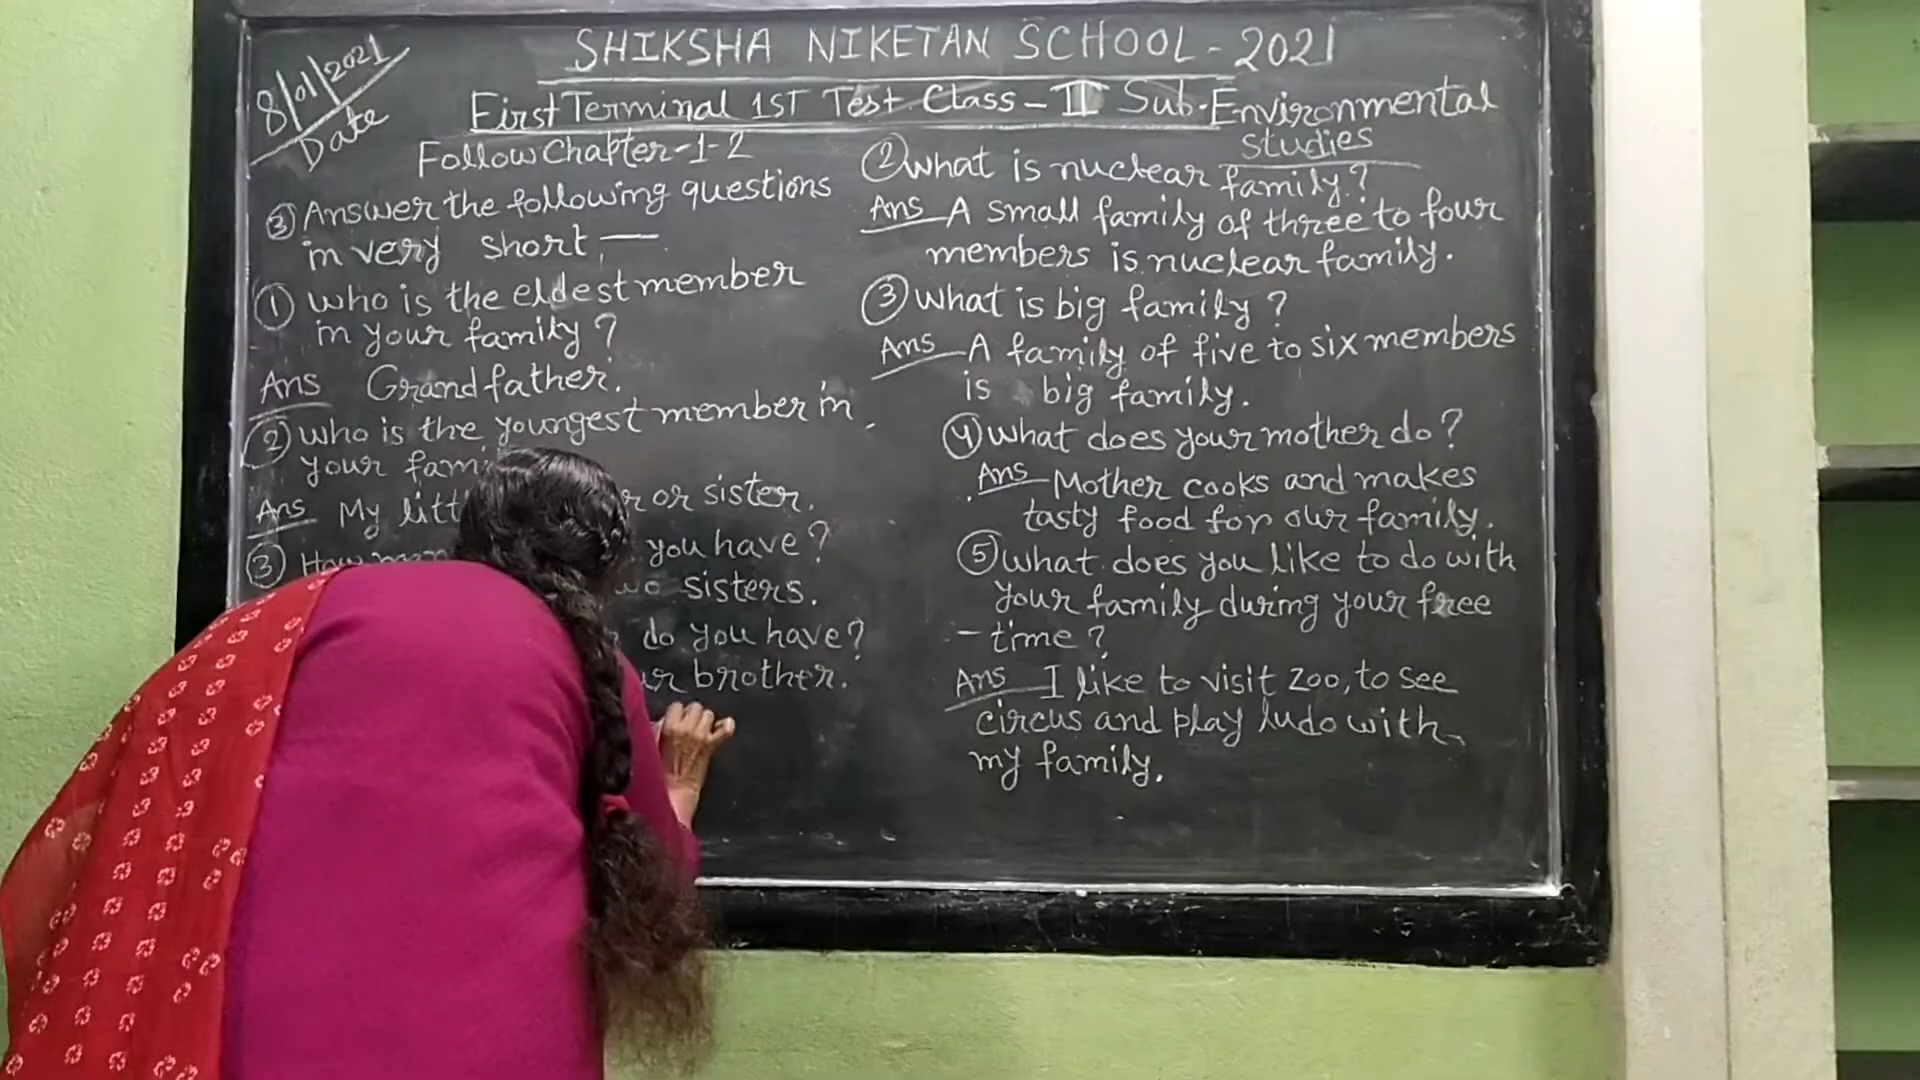 8/01/2021
Date
SHIKSHA NIKETAN SCHOOL - 2021
First Terminal 1ST Test Class - II Sub. Environmental
Studies
Follow Chapter - 1 - 2
③ Answer the following questions
in very short, —
① Who is the eldest member
in your family?
Ans Grandfather.
② Who is the youngest member in
your
Ans My or sister.
③ How you have?
sisters.
do you have?
brother.
② What is nuclear family?
Ans - A small family of three to four
members is nuclear family.
③ What is big family?
Ans - A family of five to six members
is big family.
④ What does your mother do?
Ans - Mother cooks and makes
tasty food for our family.
⑤ What does you like to do with
your family during your free
- time?
Ans - I like to visit zoo, to see
circus and play ludo with
my family.